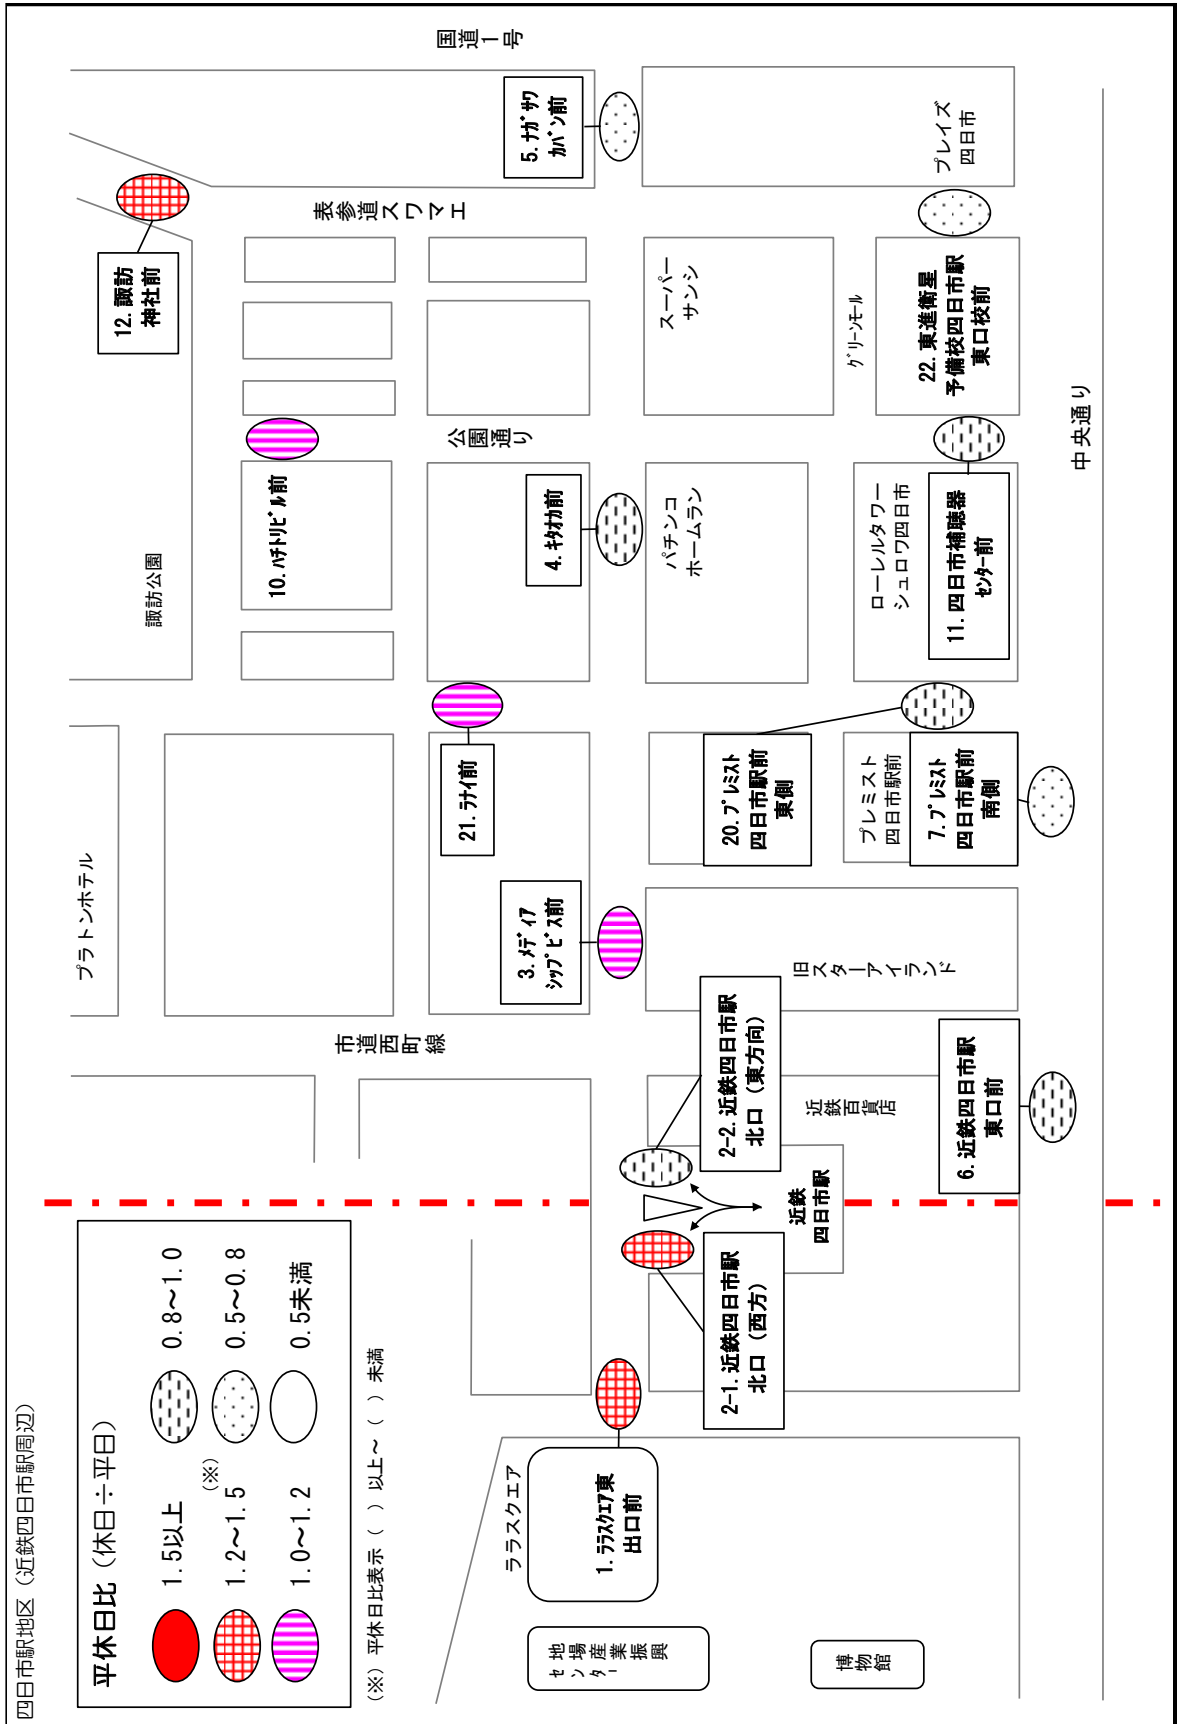 四日市駅地区（近鉄四日市駅周辺）
平休日比（休日÷平日）
1.5以上
0.8～1.0
（※）
1.2～1.5
0.5～0.8
1.0～1.2
0.5未満
（※）平休日比表示（　）以上～（　）未満
国道１号
表参道スワマエ
公園通り
市道西町線
中央通り
プラトンホテル
諏訪公園
12. 諏訪
神社前
10. ﾊﾁﾄﾘﾋﾞﾙ前
5. ﾅｶﾞｻﾜ
ｶﾊﾞﾝ前
21. ﾗﾅｲ前
4. ｷﾀｵｶ前
3. ﾒﾃﾞｨｱ
ｼｯﾌﾟﾋﾞｽ前
ララスクエア
1. ﾗﾗｽｸｴｱ東
出口前
地場産業振興
センター
博物館
2-1. 近鉄四日市駅
北口（西方）
2-2. 近鉄四日市駅
北口（東方向）
近鉄
四日市駅
近鉄百貨店
6. 近鉄四日市駅
東口前
旧スターアイランド
20. ﾌﾟﾚﾐｽﾄ
四日市駅前
東側
プレミスト
四日市駅前
7. ﾌﾟﾚﾐｽﾄ
四日市駅前
南側
パチンコ
ホームラン
ローレルタワー
シュロワ四日市
11. 四日市補聴器
ｾﾝﾀｰ前
スーパー
サンシ
ｸﾞﾘｰﾝﾓｰﾙ
22. 東進衛星
予備校四日市駅
東口校前
プレイズ
四日市